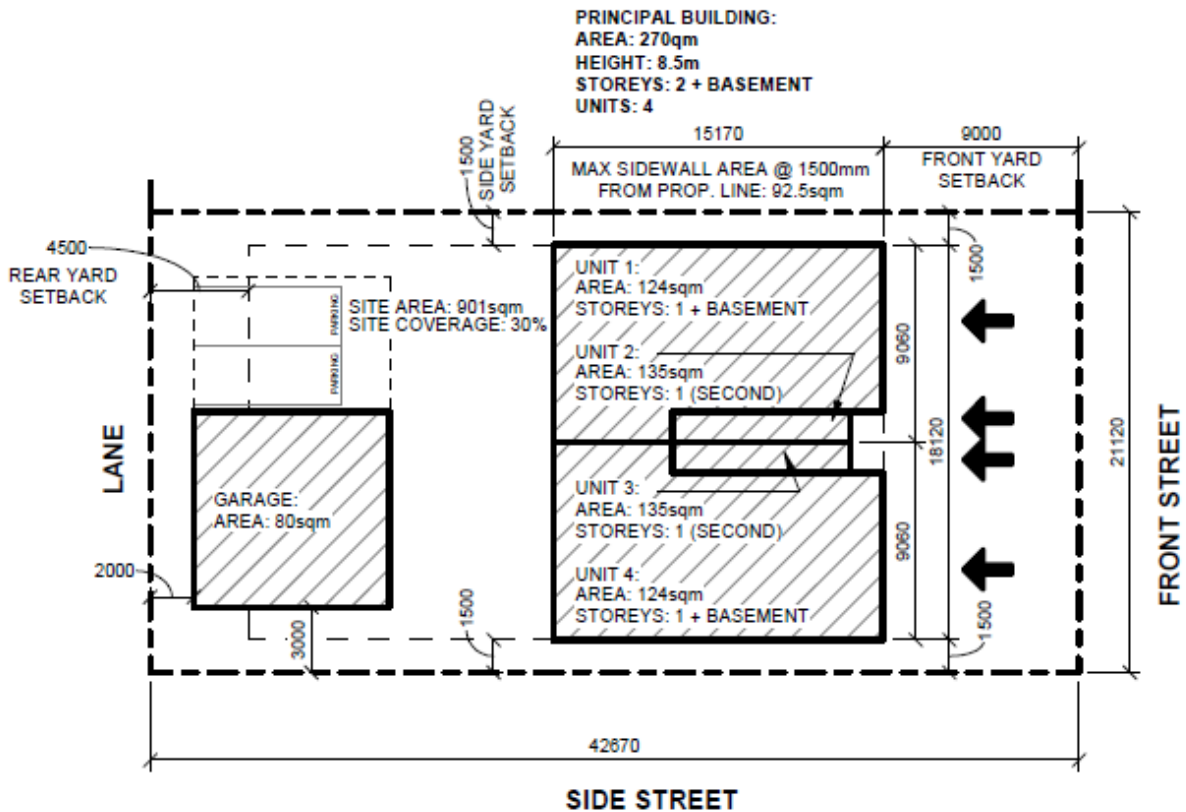 PRINCIPAL BUILDING:
AREA: 270qm
HEIGHT: 8.5m
STOREYS: 2 + BASEMENT
UNITS: 4
15170
9000
1500
SIDE YARD
SETBACK
MAX SIDEWALL AREA @ 1500mm
FROM PROP. LINE: 92.5sqm
FRONT YARD
SETBACK
4500
REAR YARD
SETBACK
PARKING
PARKING
SITE AREA: 901sqm
SITE COVERAGE: 30%
UNIT 1:
AREA: 124sqm
STOREYS: 1 + BASEMENT
UNIT 2:
AREA: 135sqm
STOREYS: 1 (SECOND)
1500
9060
18120
21120
LANE
FRONT STREET
GARAGE:
AREA: 80sqm
UNIT 3:
AREA: 135sqm
STOREYS: 1 (SECOND)
UNIT 4:
AREA: 124sqm
STOREYS: 1 + BASEMENT
9060
2000
3000
1500
1500
42670
SIDE STREET